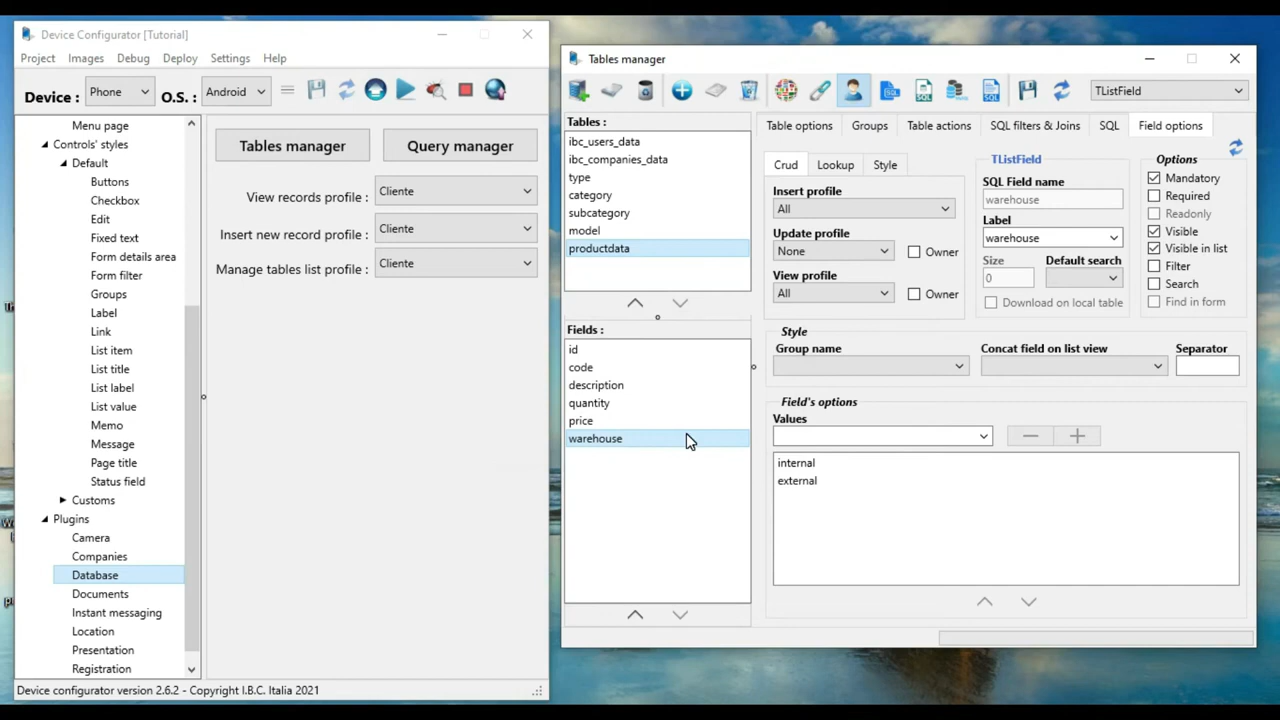 Device Configurator [Tutorial]
Project Images Debug Deploy Settings Help
Device : Phone O.S. : Android
Menu page
Controls' styles
Default
Buttons
Checkbox
Edit
Fixed text
Form details area
Form filter
Groups
Label
Link
List item
List title
List label
List value
Memo
Message
Page title
Status field
Customs
Plugins
Camera
Companies
Database
Documents
Instant messaging
Location
Presentation
Registration
Tables manager Query manager
View records profile : Cliente
Insert new record profile : Cliente
Manage tables list profile : Cliente
Device configurator version 2.6.2 - Copyright I.B.C. Italia 2021
Tables manager
SQL SQL SQL
TListField
Tables :
ibc_users_data
ibc_companies_data
type
category
subcategory
model
productdata
Fields :
id
code
description
quantity
price
warehouse
Table options Groups Table actions SQL filters & Joins SQL Field options
Crud Lookup Style
Insert profile
All
Update profile
None Owner
View profile
All Owner
TListField
SQL Field name
warehouse
Label
warehouse
Size Default search
0
Download on local table
Options
Mandatory
Required
Readonly
Visible
Visible in list
Filter
Search
Find in form
Style
Group name Concat field on list view Separator
Field's options
Values
internal
external